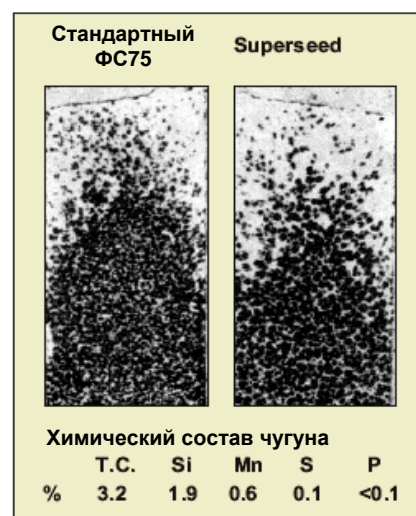 Стандартный ФС75
Superseed
Химический состав чугуна
T.C. Si Mn S P
% 3.2 1.9 0.6 0.1 <0.1